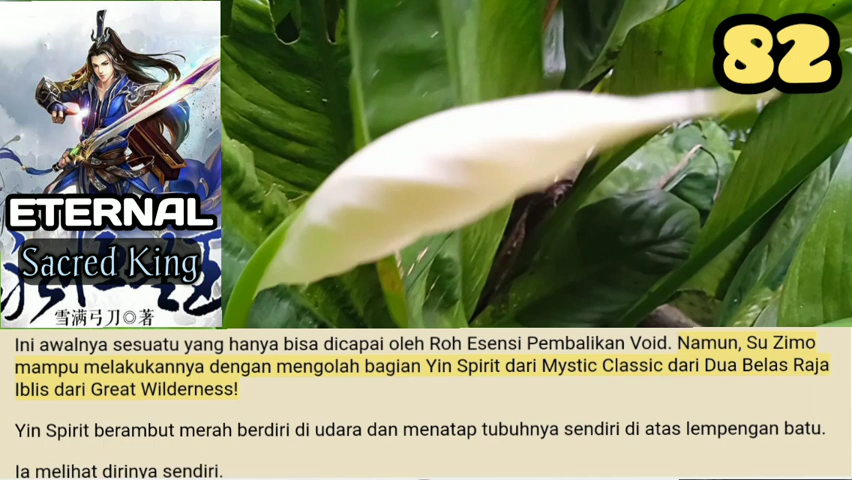 82
ETERNAL
Sacred King
雪满弓刀◎著
Ini awalnya sesuatu yang hanya bisa dicapai oleh Roh Esensi Pembalikan Void. Namun, Su Zimo
mampu melakukannya dengan mengolah bagian Yin Spirit dari Mystic Classic dari Dua Belas Raja
Iblis dari Great Wilderness!
Yin Spirit berambut merah berdiri di udara dan menatap tubuhnya sendiri di atas lempengan batu.
Ia melihat dirinya sendiri.